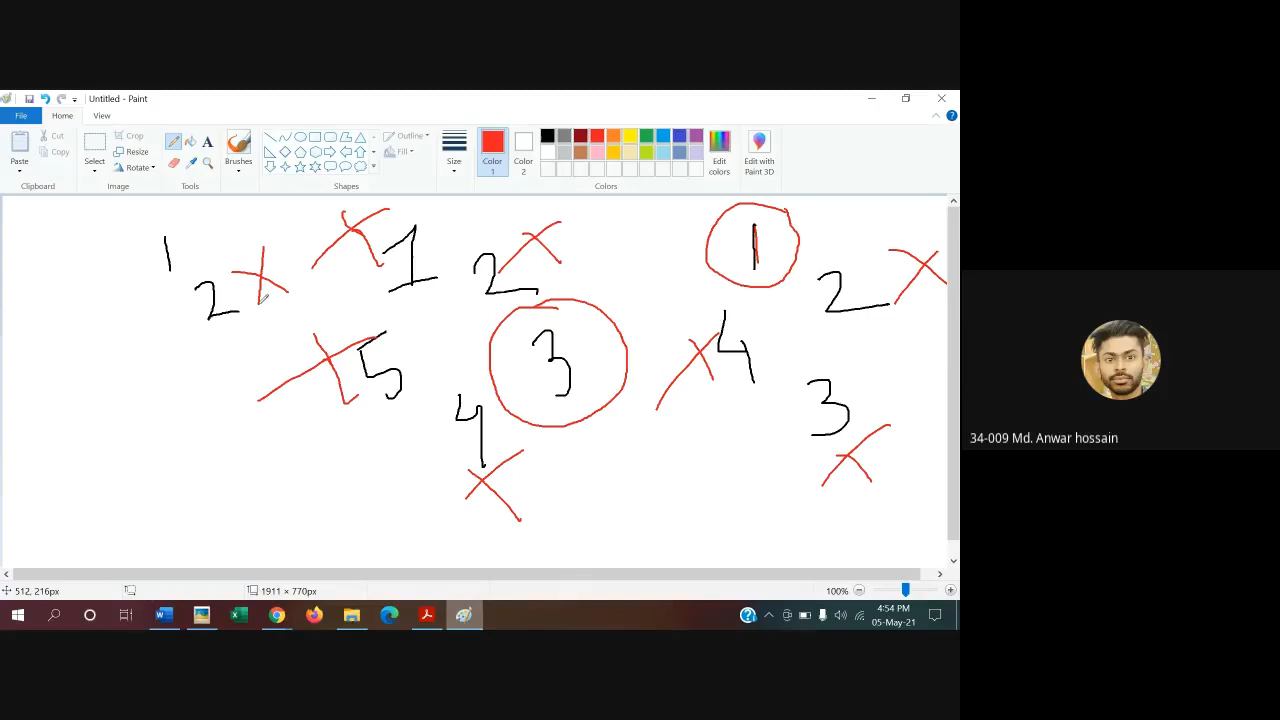 Untitled - Paint
File Home View
Paste
Cut
Copy
Clipboard
Select
Crop
Resize
Rotate
Image
Tools
Brushes
Shapes
Outline
Fill
Size
Color 1
Color 2
Colors
Edit colors
Edit with Paint 3D
1 2
1 2
5 3
4
1 2
4 3
34-009 Md. Anwar hossain
512, 216px
1911 × 770px
100%
4:54 PM
05-May-21